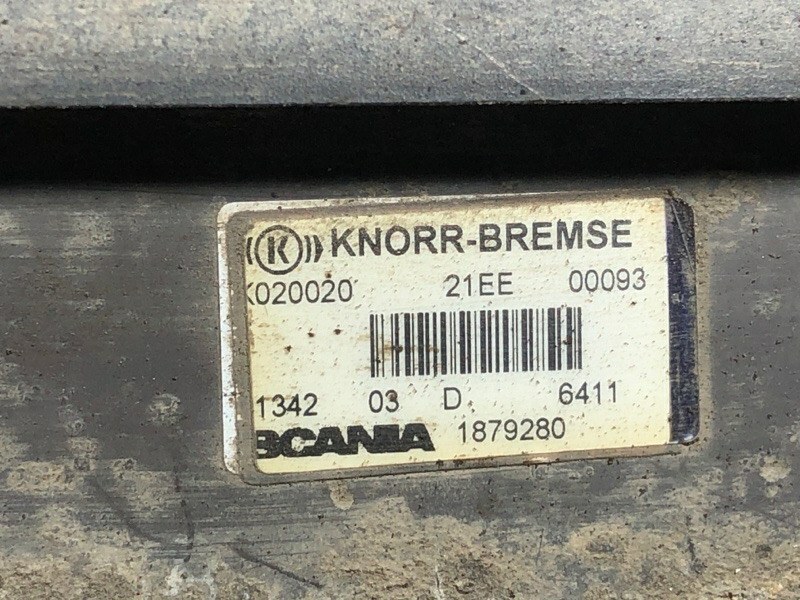 K KNORR-BREMSE
K020020 21EE 00093
1342 03 D 6411
SCANIA 1879280